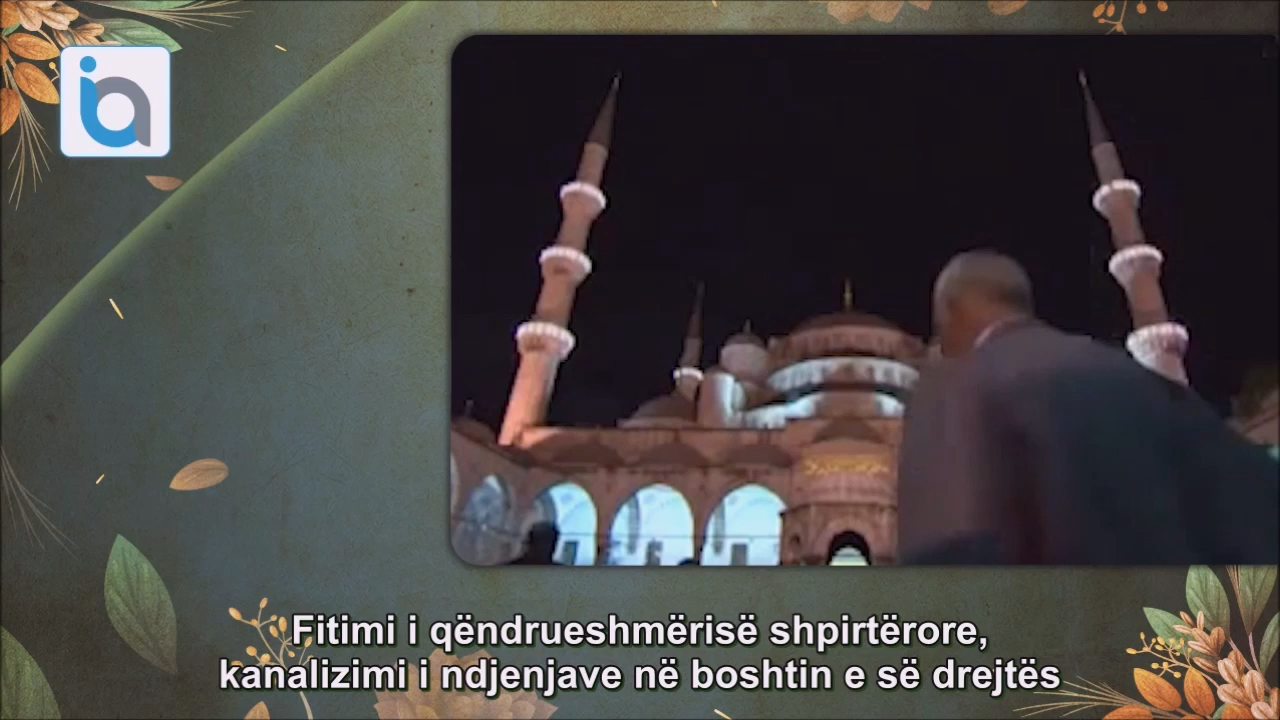 Fitimi i qëndrueshmërisë shpirtërore,
kanalizimi i ndjenjave në boshtin e së drejtës